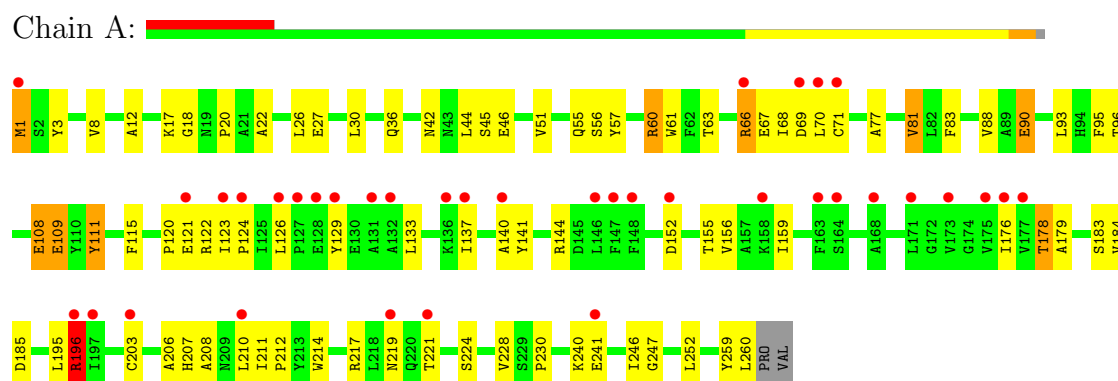 Chain A:
M1 S2 Y3 V8 A12 K17 G18 N19 P20 A21 A22 L26 E27 L30 Q36 N42 N43 L44 S45 E46 V51 Q55 S56 Y57 R60 W61 F62 T63 R66 E67 I68 D69 L70 C71 A77 V81 L82 F83 V88 A89 E90 L93 H94 F95 T96
E108 E109 Y110 Y111 F115 P120 E121 R122 I123 P124 I125 L126 P127 E128 Y129 E130 A131 A132 L133 K136 I137 A140 Y141 R144 D145 L146 F147 F148 D152 T155 V156 A157 K158 I159 F163 S164 A168 L171 G172 V173 G174 V175 I176 V177 T178 A179 S183
D185 L195 R196 I197 C203 A206 H207 A208 N209 L210 I211 P212 Y213 W214 R217 L218 N219 Q220 T221 S224 V228 S229 P230 K240 E241 I246 G247 L252 Y259 L260 PRO VAL